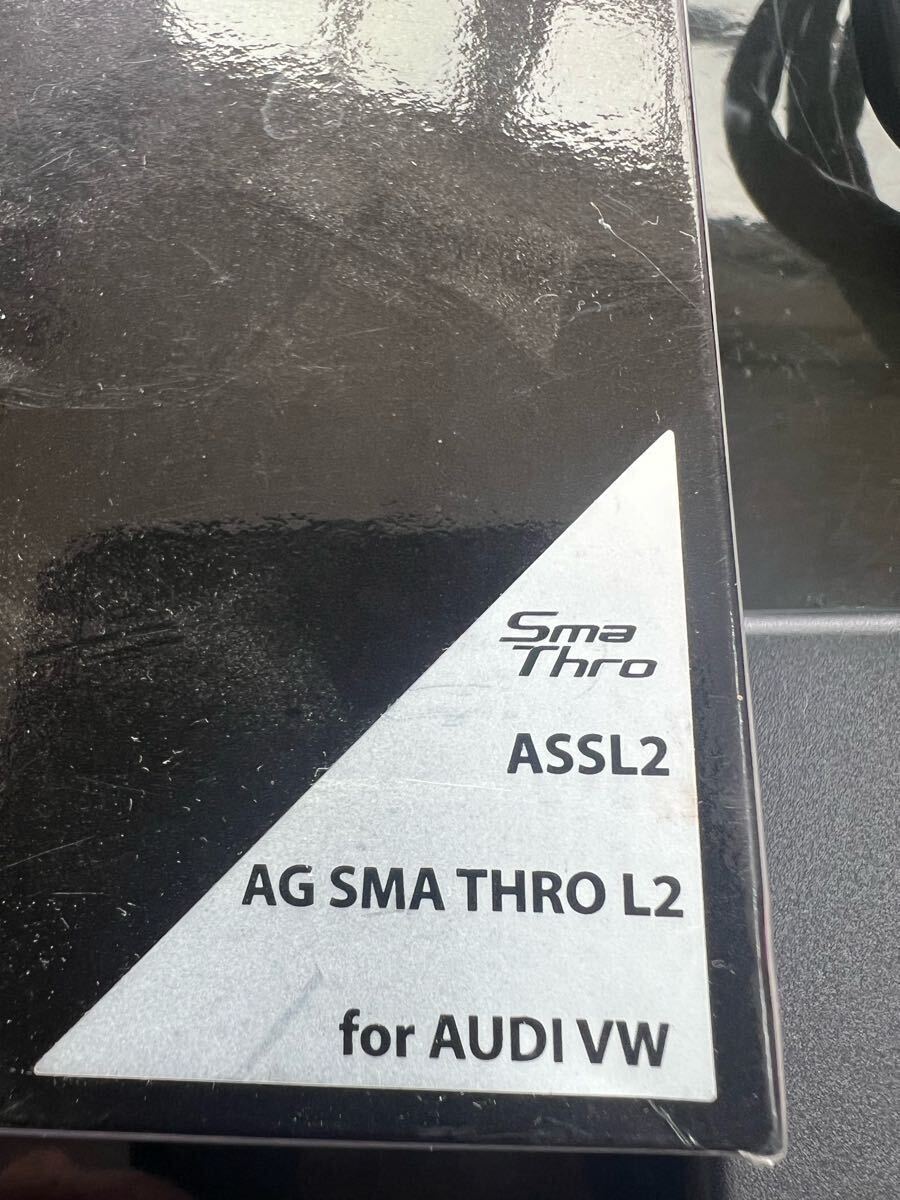 Sma
Thro
ASSL2
AG SMA THRO L2
for AUDI VW